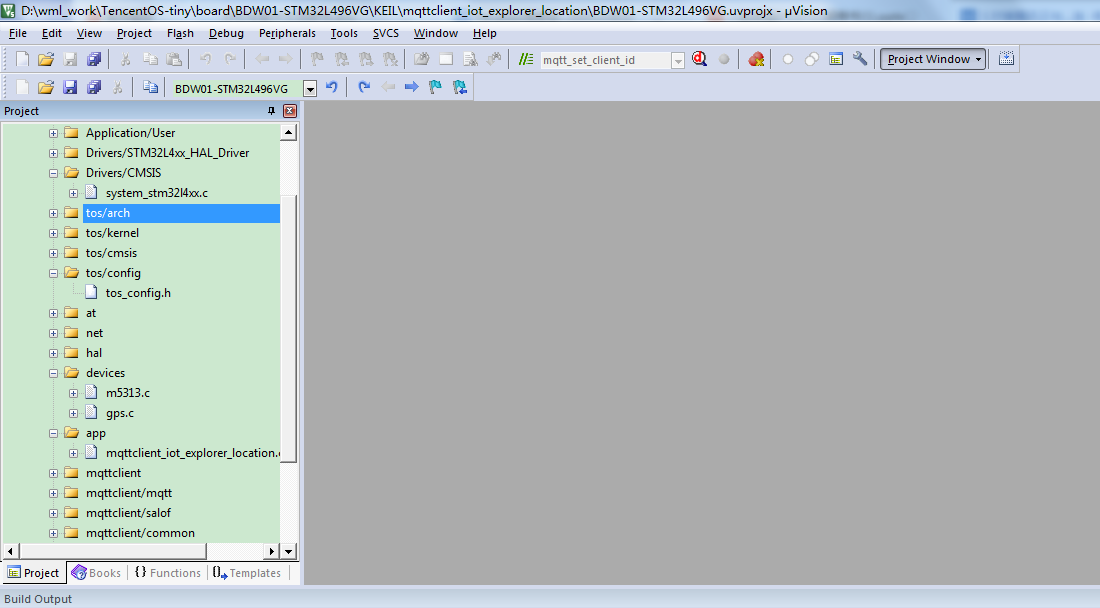 D:\wml_work\TencentOS-tiny\board\BDW01-STM32L496VG\KEIL\mqttclient_iot_explorer_location\BDW01-STM32L496VG.uvprojx - µVision
File Edit View Project Flash Debug Peripherals Tools SVCS Window Help
mqtt_set_client_id Project Window
BDW01-STM32L496VG
Project
Application/User
Drivers/STM32L4xx_HAL_Driver
Drivers/CMSIS
system_stm32l4xx.c
tos/arch
tos/kernel
tos/cmsis
tos/config
tos_config.h
at
net
hal
devices
m5313.c
gps.c
app
mqttclient_iot_explorer_location.c
mqttclient
mqttclient/mqtt
mqttclient/salof
mqttclient/common
Project Books {} Functions Templates
Build Output